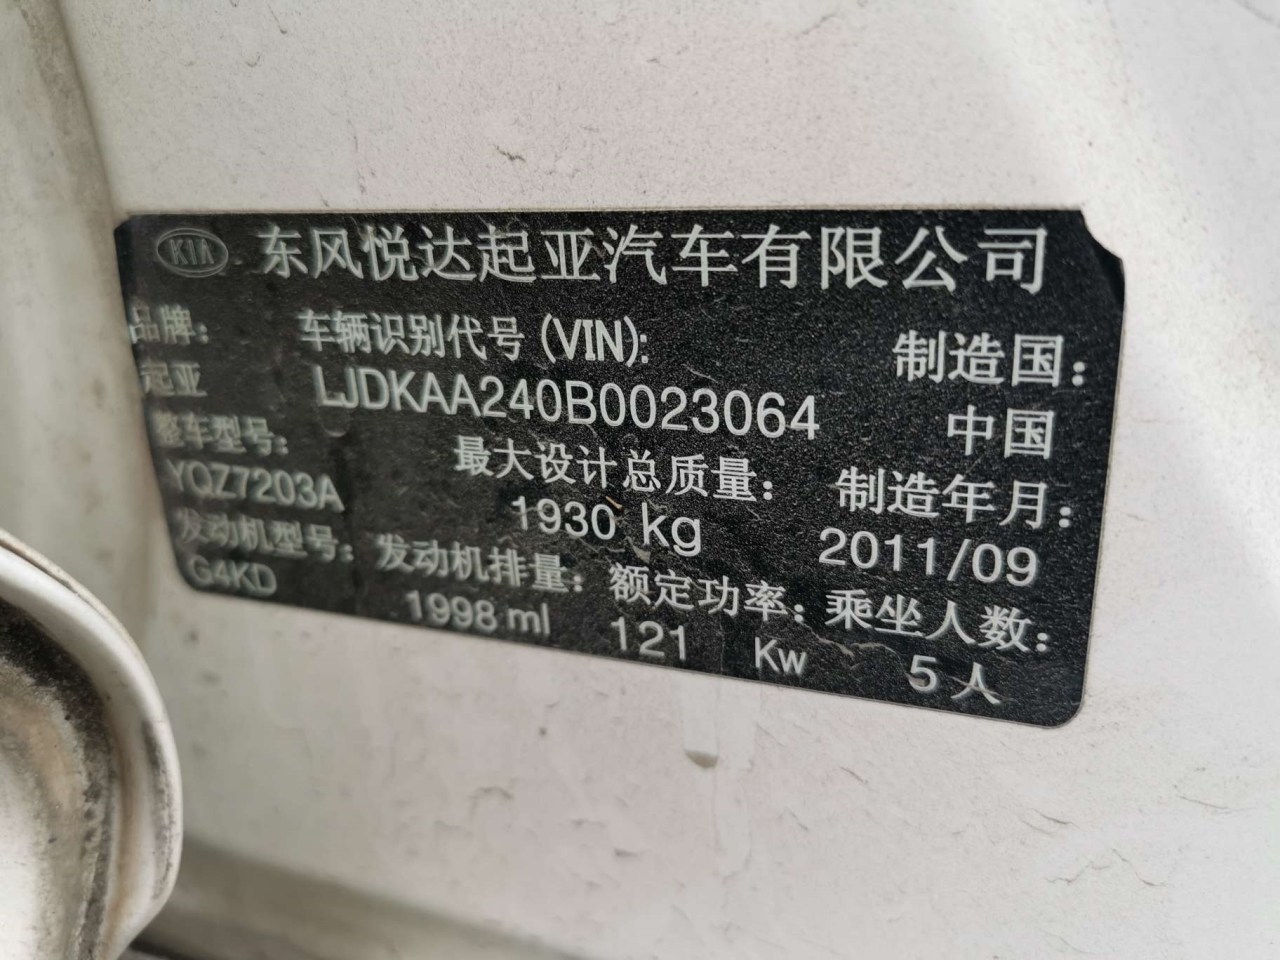 KIA 东风悦达起亚汽车有限公司
品牌: 车辆识别代号 (VIN): 制造国:
起亚 LJDKAA240B0023064 中国
整车型号: 最大设计总质量: 制造年月:
YQZ7203A 1930 kg 2011/09
发动机型号: 发动机排量: 额定功率: 乘坐人数:
G4KD 1998 ml 121 Kw 5人